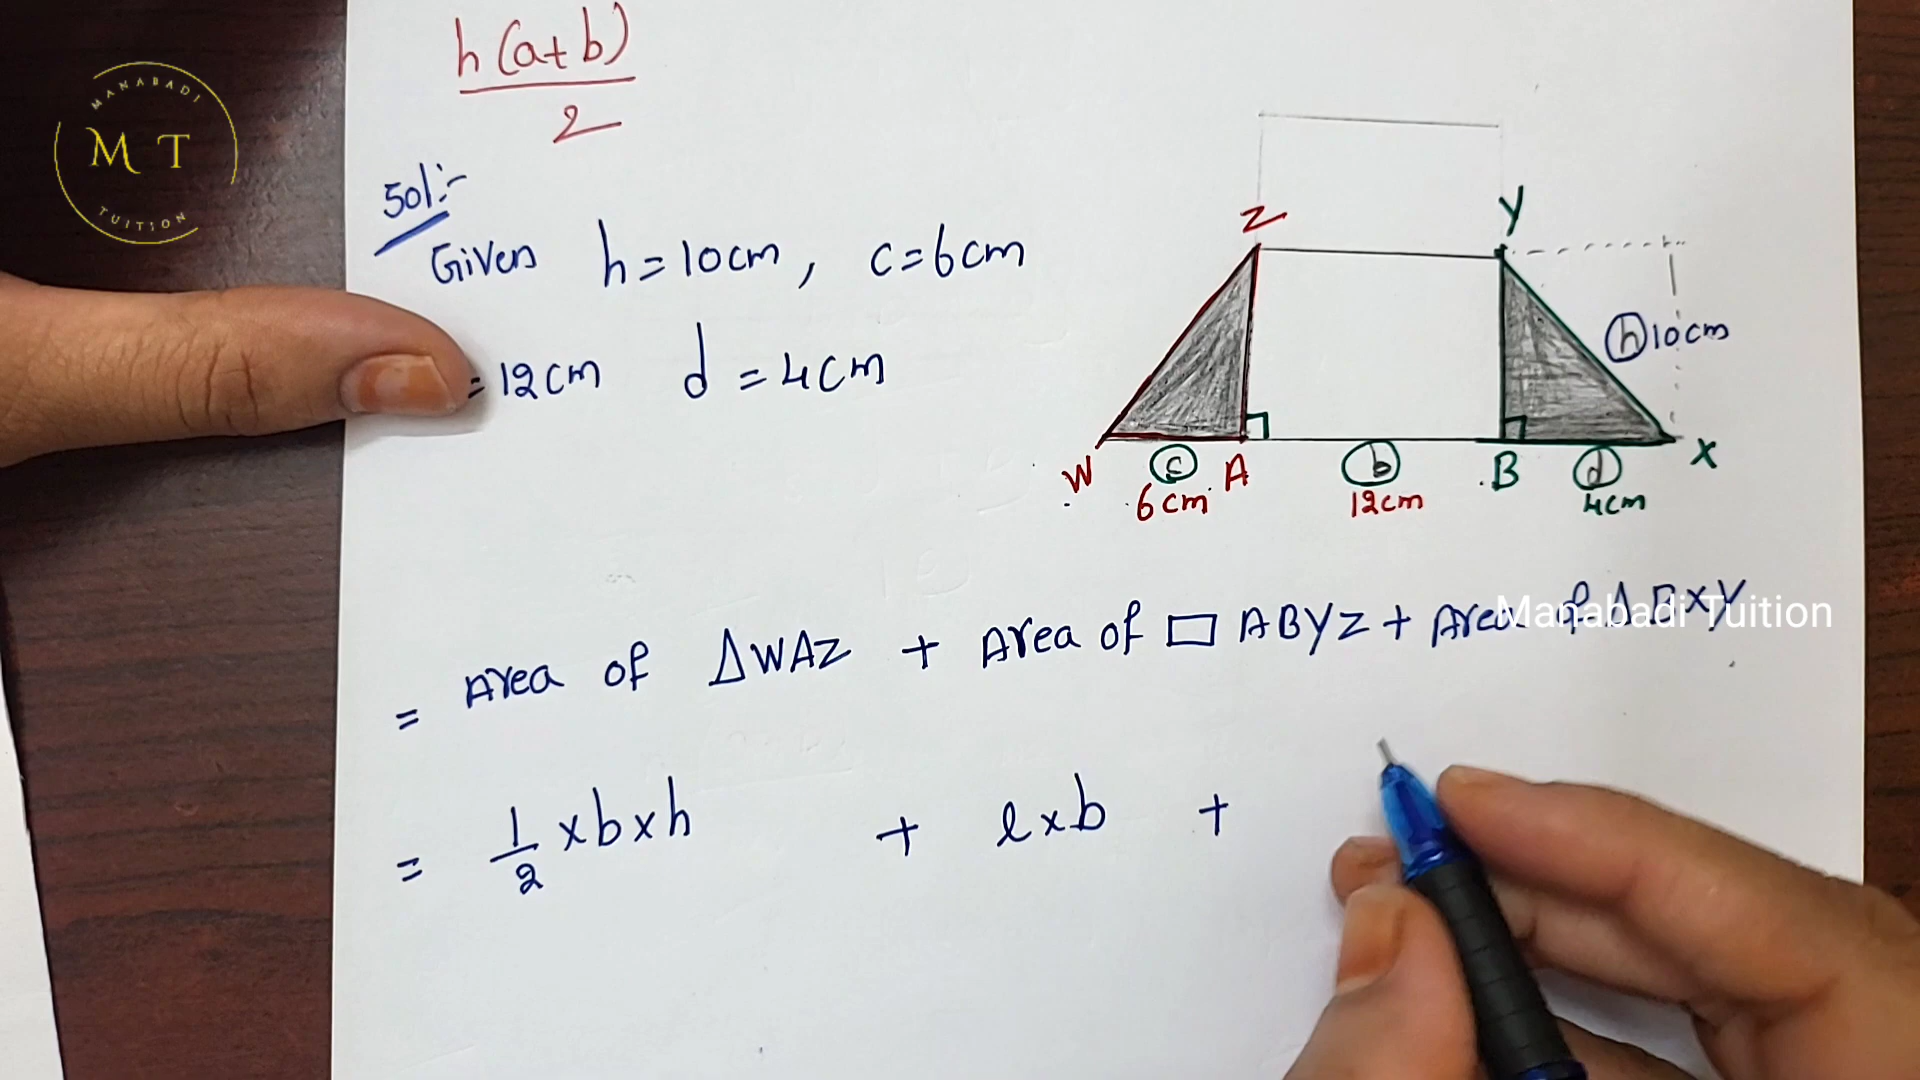 MANABADI
M T
TUITION
h(a+b)
2
Sol:-
Given h=10cm, c=6cm
=12cm d=4cm
Z Y
h 10cm
W c A b B d X
6cm 12cm 4cm
= Area of ΔWAZ + Area of ▭ ABYZ + Area of Δ BXY
Manabadi Tuition
= 1/2 ×b×h + l×b +